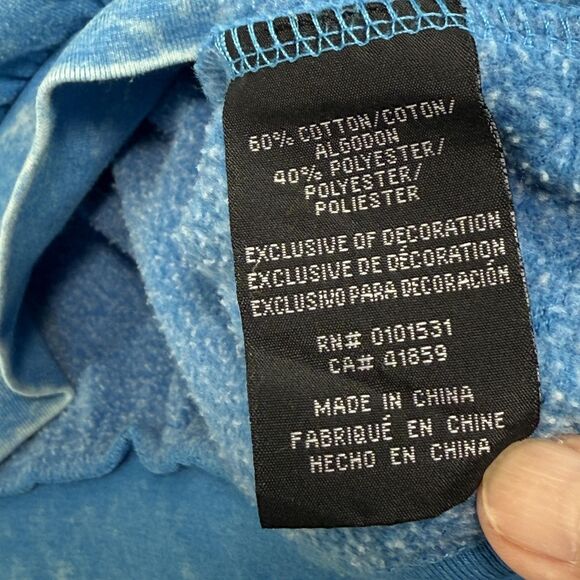 60% COTTON/COTON/
ALGODON
40% POLYESTER/
POLYESTER/
POLIESTER
EXCLUSIVE OF DECORATION
EXCLUSIVE DE DÉCORATION
EXCLUSIVO PARA DECORACIÓN
RN# 0101531
CA# 41859
MADE IN CHINA
FABRIQUÉ EN CHINE
HECHO EN CHINA